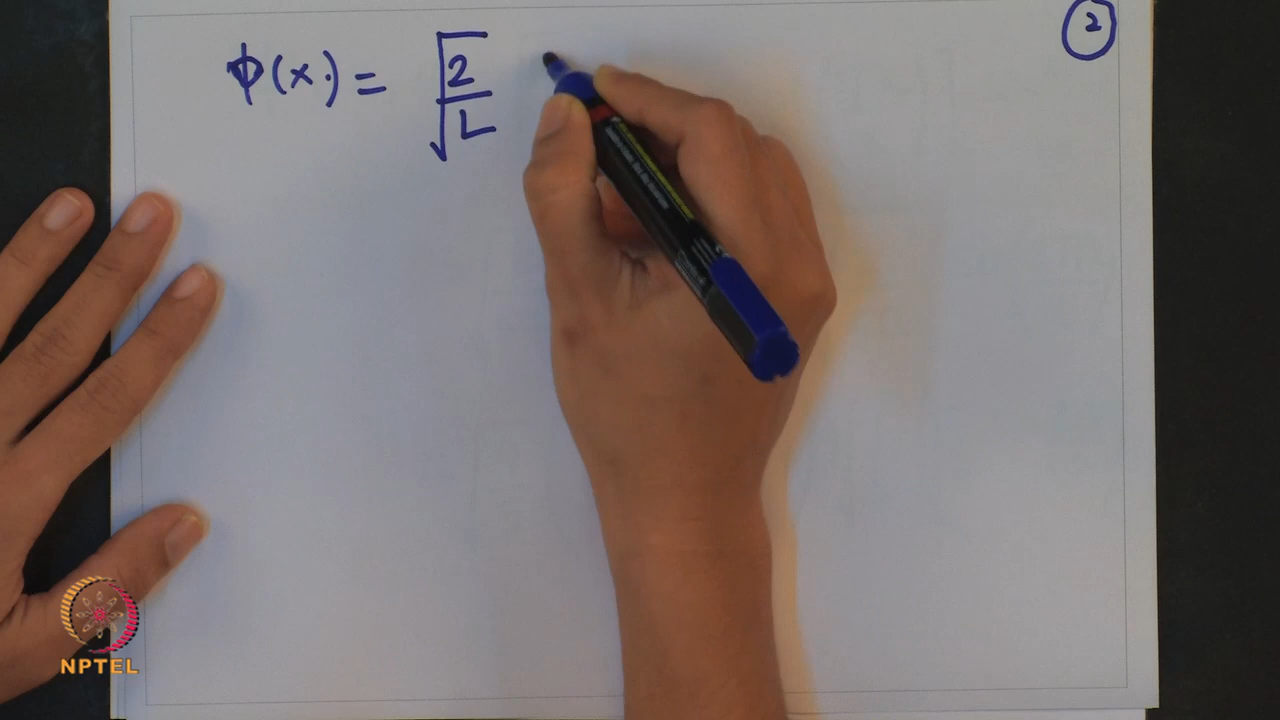 ②
φ(x.) = √(2/L)
NPTEL